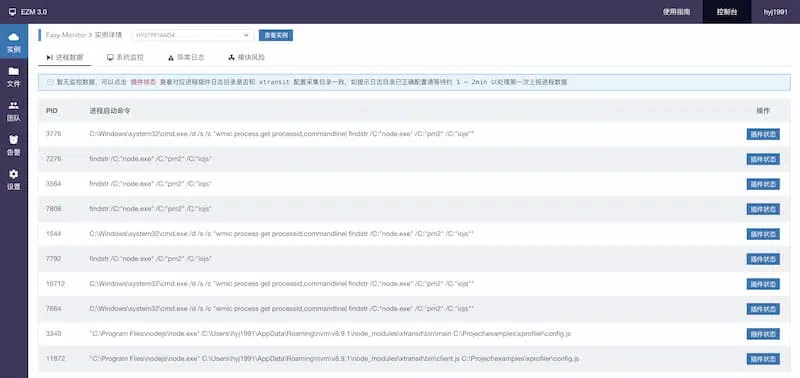 EZM 3.0
使用指南
控制台
hyj1991
实例
文件
团队
告警
设置
Easy-Monitor > 实例详情
HYJ1991A6D4
查看实例
进程数据
系统监控
异常日志
模块风险
暂无监控数据，可以点击 插件状态 查看对应进程插件日志目录是否和 xtransit 配置采集目录一致，如提示日志目录已正确配置请等待约 1 ~ 2min 以处理第一次上报进程数据
PID 进程启动命令 操作
3776 C:\Windows\system32\cmd.exe /d /s /c "wmic process get processid,commandline| findstr /C:"node.exe" /C:"pm2" /C:"iojs"" 插件状态
7276 findstr /C:"node.exe" /C:"pm2" /C:"iojs" 插件状态
3564 findstr /C:"node.exe" /C:"pm2" /C:"iojs" 插件状态
7808 findstr /C:"node.exe" /C:"pm2" /C:"iojs" 插件状态
1544 C:\Windows\system32\cmd.exe /d /s /c "wmic process get processid,commandline| findstr /C:"node.exe" /C:"pm2" /C:"iojs"" 插件状态
7792 findstr /C:"node.exe" /C:"pm2" /C:"iojs" 插件状态
10712 C:\Windows\system32\cmd.exe /d /s /c "wmic process get processid,commandline| findstr /C:"node.exe" /C:"pm2" /C:"iojs"" 插件状态
7664 C:\Windows\system32\cmd.exe /d /s /c "wmic process get processid,commandline| findstr /C:"node.exe" /C:"pm2" /C:"iojs"" 插件状态
3340 "C:\Program Files\nodejs\node.exe" C:\Users\hyj1991\AppData\Roaming\nvm\v8.9.1\node_modules\xtransit\bin\main C:\Project\examples\xprofiler\config.js 插件状态
11872 "C:\Program Files\nodejs\node.exe" C:\Users\hyj1991\AppData\Roaming\nvm\v8.9.1\node_modules\xtransit\bin\client.js C:\Project\examples\xprofiler\config.js 插件状态